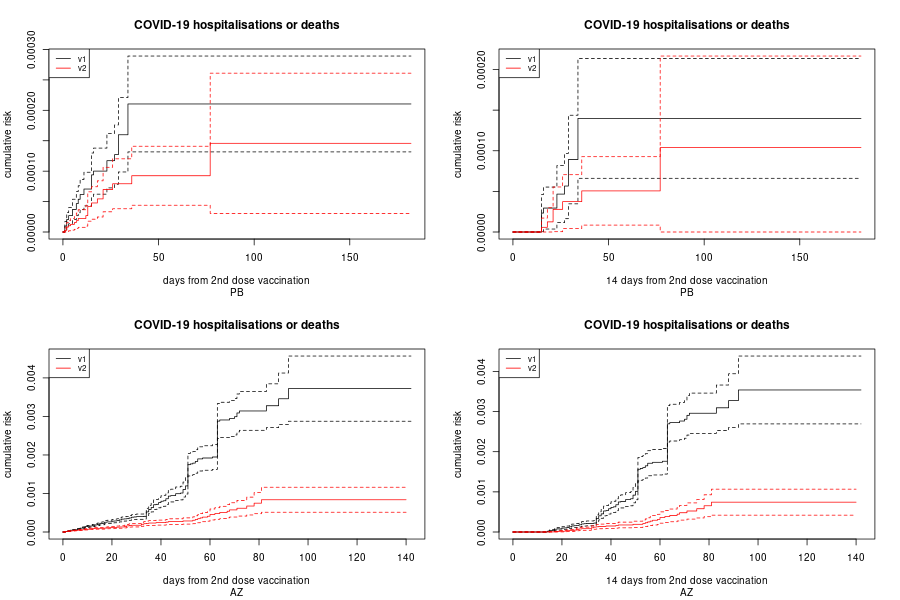 COVID-19 hospitalisations or deaths
v1
v2
cumulative risk
0.00000
0.00010
0.00020
0.00030
0
50
100
150
days from 2nd dose vaccination
PB
COVID-19 hospitalisations or deaths
v1
v2
cumulative risk
0.00000
0.00010
0.00020
0
50
100
150
14 days from 2nd dose vaccination
PB
COVID-19 hospitalisations or deaths
v1
v2
cumulative risk
0.000
0.001
0.002
0.003
0.004
0
20
40
60
80
100
120
140
days from 2nd dose vaccination
AZ
COVID-19 hospitalisations or deaths
v1
v2
cumulative risk
0.000
0.001
0.002
0.003
0.004
0
20
40
60
80
100
120
140
14 days from 2nd dose vaccination
AZ